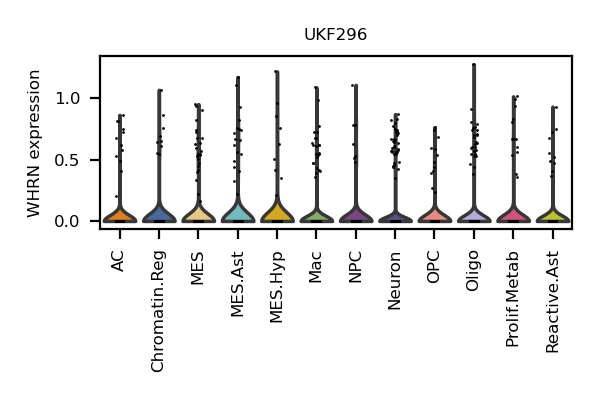 UKF296
WHRN expression
1.0
0.5
0.0
AC
Chromatin.Reg
MES
MES.Ast
MES.Hyp
Mac
NPC
Neuron
OPC
Oligo
Prolif.Metab
Reactive.Ast